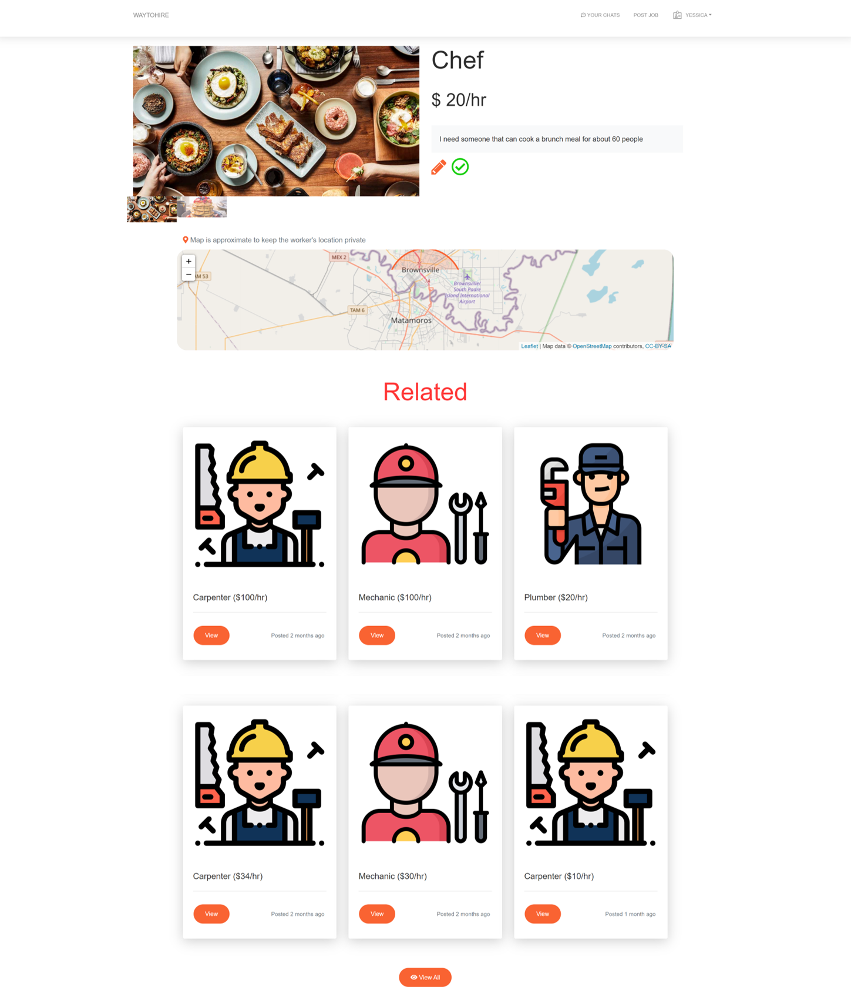 WAYTOHIRE
YOUR CHATS
POST JOB
YESSICA
Chef
$ 20/hr
I need someone that can cook a brunch meal for about 60 people
Map is approximate to keep the worker's location private
+
−
MEX 2
AM 53
Brownsville
Brownsville/
South Padre
Island International
Airport
TAM 6
Matamoros
Leaflet | Map data © OpenStreetMap contributors, CC-BY-SA
Related
Carpenter ($100/hr)
View
Posted 2 months ago
Mechanic ($100/hr)
View
Posted 2 months ago
Plumber ($20/hr)
View
Posted 2 months ago
Carpenter ($34/hr)
View
Posted 2 months ago
Mechanic ($30/hr)
View
Posted 2 months ago
Carpenter ($10/hr)
View
Posted 1 month ago
View All